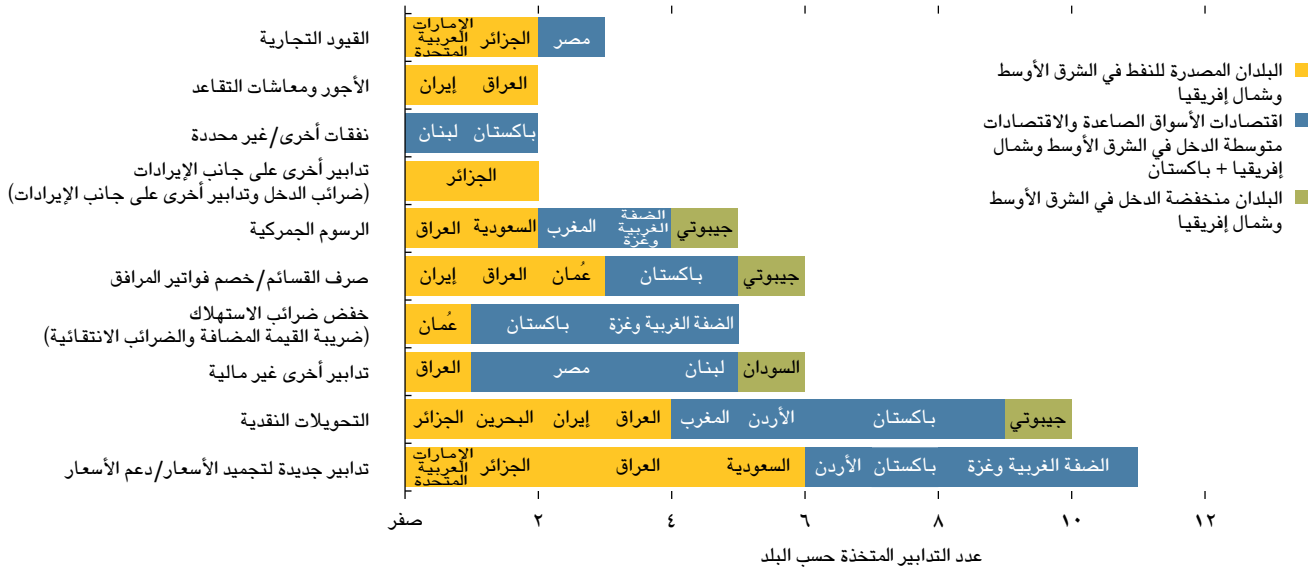 القيود التجارية
الإمارات
العربية
المتحدة
الجزائر
مصر
الأجور ومعاشات التقاعد
إيران
العراق
نفقات أخرى/غير محددة
لبنان
باكستان
تدابير أخرى على جانب الإيرادات
(ضرائب الدخل وتدابير أخرى على جانب الإيرادات)
الجزائر
الرسوم الجمركية
العراق
السعودية
المغرب
الضفة
الغربية
وغزة
جيبوتي
صرف القسائم/خصم فواتير المرافق
إيران
العراق
عُمان
باكستان
جيبوتي
خفض ضرائب الاستهلاك
(ضريبة القيمة المضافة والضرائب الانتقائية)
عُمان
باكستان
الضفة الغربية وغزة
تدابير أخرى غير مالية
العراق
مصر
لبنان
السودان
التحويلات النقدية
الجزائر
البحرين
إيران
العراق
المغرب
الأردن
باكستان
جيبوتي
تدابير جديدة لتجميد الأسعار/دعم الأسعار
الإمارات
العربية
المتحدة
الجزائر
العراق
السعودية
الأردن
باكستان
الضفة الغربية وغزة
صفر
٢
٤
٦
٨
١٠
١٢
عدد التدابير المتخذة حسب البلد
البلدان المصدرة للنفط في الشرق الأوسط
وشمال إفريقيا
اقتصادات الأسواق الصاعدة والاقتصادات
متوسطة الدخل في الشرق الأوسط وشمال
إفريقيا + باكستان
البلدان منخفضة الدخل في الشرق الأوسط
وشمال إفريقيا